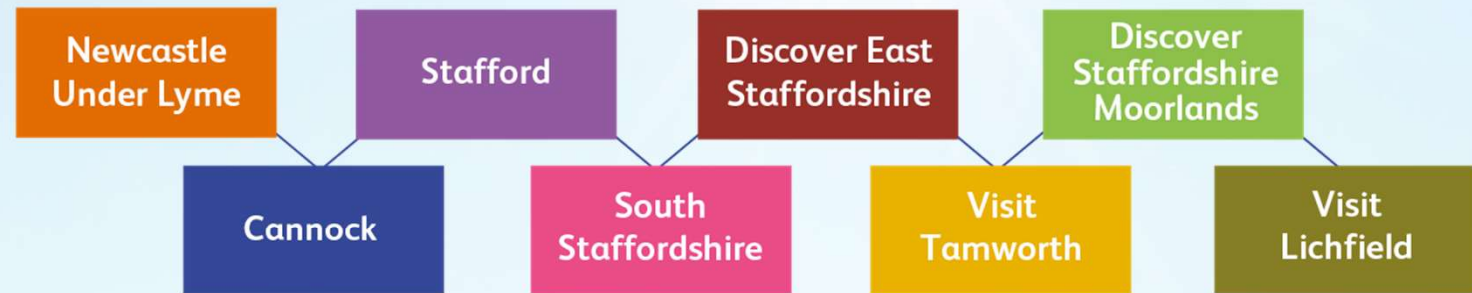 Newcastle
Under Lyme
Stafford
Discover East
Staffordshire
Discover
Staffordshire
Moorlands
Cannock
South
Staffordshire
Visit
Tamworth
Visit
Lichfield